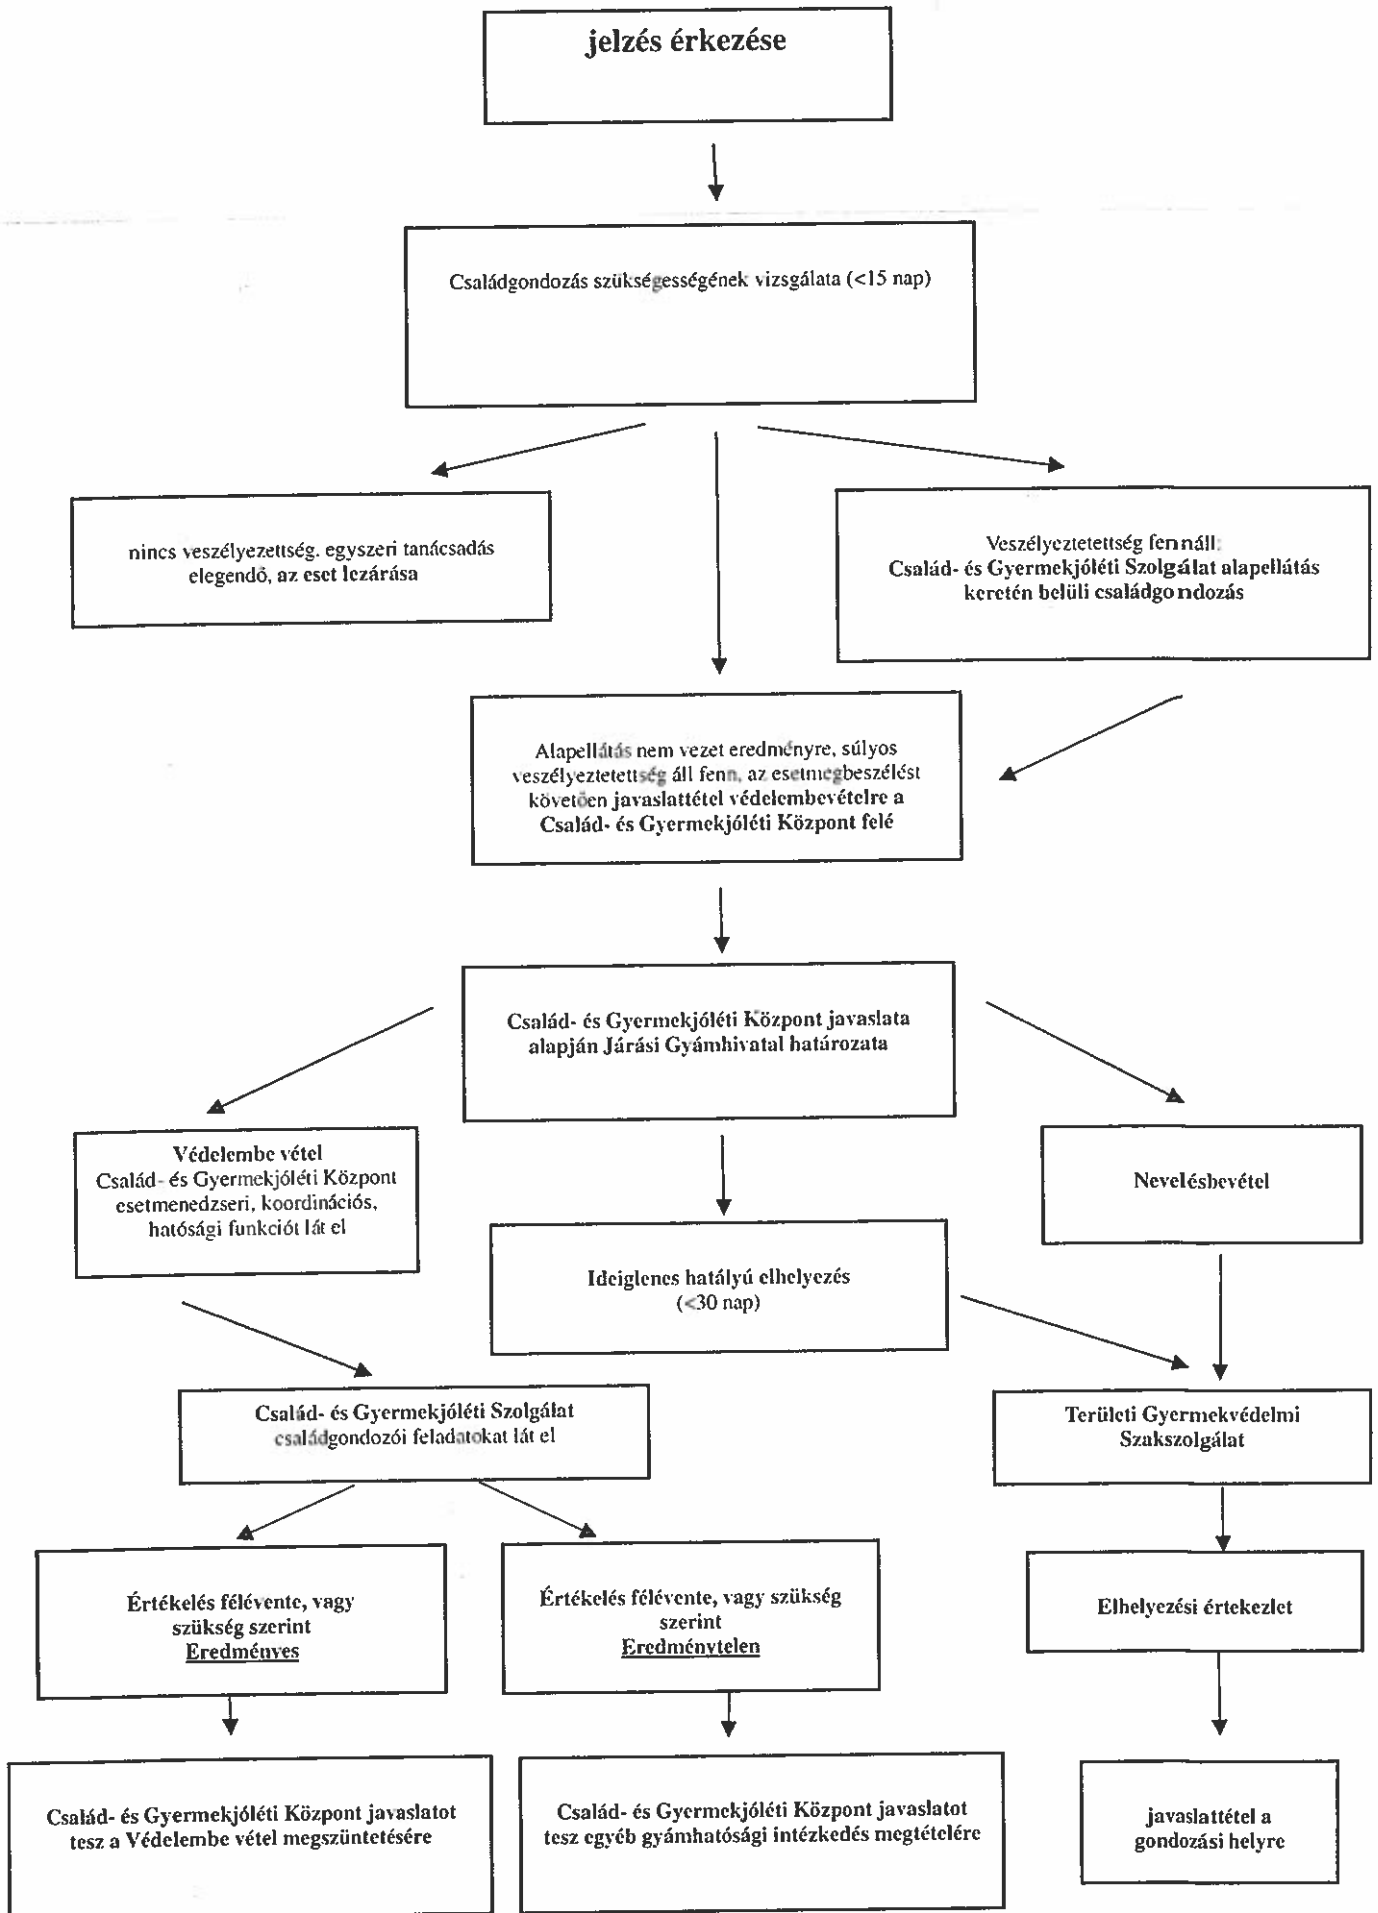 jelzés érkezése
Családgondozás szükségességének vizsgálata (<15 nap)
nincs veszélyezettség. egyszeri tanácsadás
elegendő, az eset lezárása
Veszélyeztetettség fennáll:
Család- és Gyermekjóléti Szolgálat alapellátás
keretén belüli családgondozás
Alapellátás nem vezet eredményre, súlyos
veszélyeztetettség áll fenn, az esetmegbeszélést
követően javaslattétel védelembevételre a
Család- és Gyermekjóléti Központ felé
Család- és Gyermekjóléti Központ javaslata
alapján Járási Gyámhivatal határozata
Védelembe vétel
Család- és Gyermekjóléti Központ
esetmenedzseri, koordinációs,
hatósági funkciót lát el
Nevelésbevétel
Ideiglenes hatályú elhelyezés
(<30 nap)
Család- és Gyermekjóléti Szolgálat
családgondozói feladatokat lát el
Területi Gyermekvédelmi
Szakszolgálat
Értékelés félévente, vagy
szükség szerint
Eredményes
Értékelés félévente, vagy szükség
szerint
Eredménytelen
Elhelyezési értekezlet
Család- és Gyermekjóléti Központ javaslatot
tesz a Védelembe vétel megszüntetésére
Család- és Gyermekjóléti Központ javaslatot
tesz egyéb gyámhatósági intézkedés megtételére
javaslattétel a
gondozási helyre